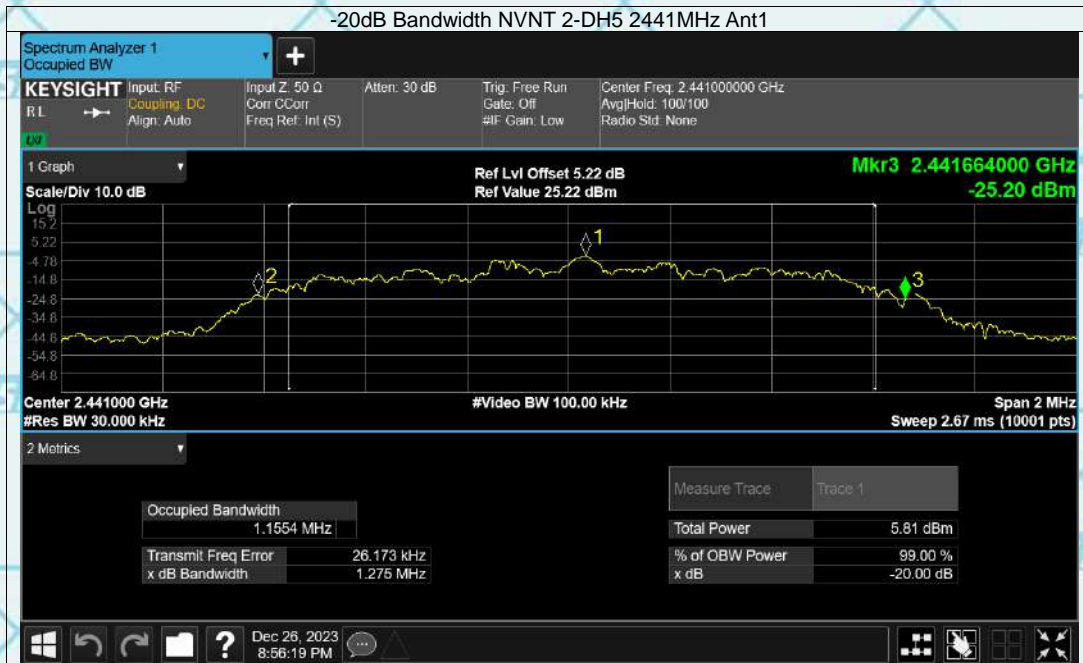 -20dB Bandwidth NVNT 2-DH5 2441MHz Ant1
Spectrum Analyzer 1
Occupied BW
+
KEYSIGHT
R L
LXI
Input: RF
Coupling: DC
Align: Auto
Input Z: 50 Ω
Corr CCorr
Freq Ref: Int (S)
Atten: 30 dB
Trig: Free Run
Gate: Off
#IF Gain: Low
Center Freq: 2.441000000 GHz
Avg|Hold: 100/100
Radio Std: None
1 Graph
Scale/Div 10.0 dB
Ref Lvl Offset 5.22 dB
Ref Value 25.22 dBm
Mkr3 2.441664000 GHz
-25.20 dBm
Log
15.2
5.22
-4.78
-14.8
-24.8
-34.8
-44.8
-54.8
-64.8
1
2
3
Center 2.441000 GHz
#Res BW 30.000 kHz
#Video BW 100.00 kHz
Span 2 MHz
Sweep 2.67 ms (10001 pts)
2 Metrics
Occupied Bandwidth
1.1554 MHz
Transmit Freq Error 26.173 kHz
x dB Bandwidth 1.275 MHz
Measure Trace Trace 1
Total Power 5.81 dBm
% of OBW Power 99.00 %
x dB -20.00 dB
?
Dec 26, 2023
8:56:19 PM